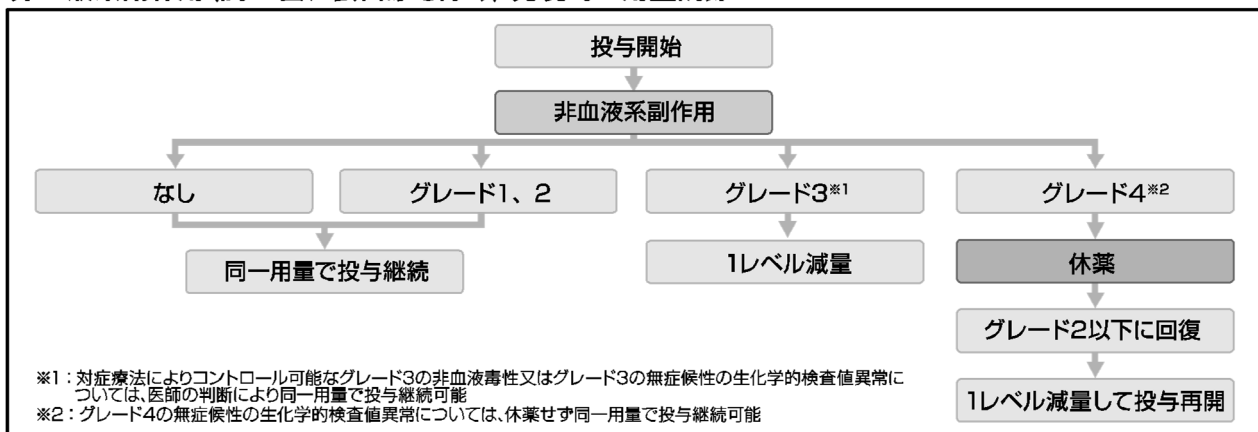 投与開始
非血液系副作用
なし
グレード1、2
グレード3※1
グレード4※2
同一用量で投与継続
1レベル減量
休薬
グレード2以下に回復
1レベル減量して投与再開
※1：対症療法によりコントロール可能なグレード3の非血液毒性又はグレード3の無症候性の生化学的検査値異常に
ついては、医師の判断により同一用量で投与継続可能
※2：グレード4の無症候性の生化学的検査値異常については、休薬せず同一用量で投与継続可能